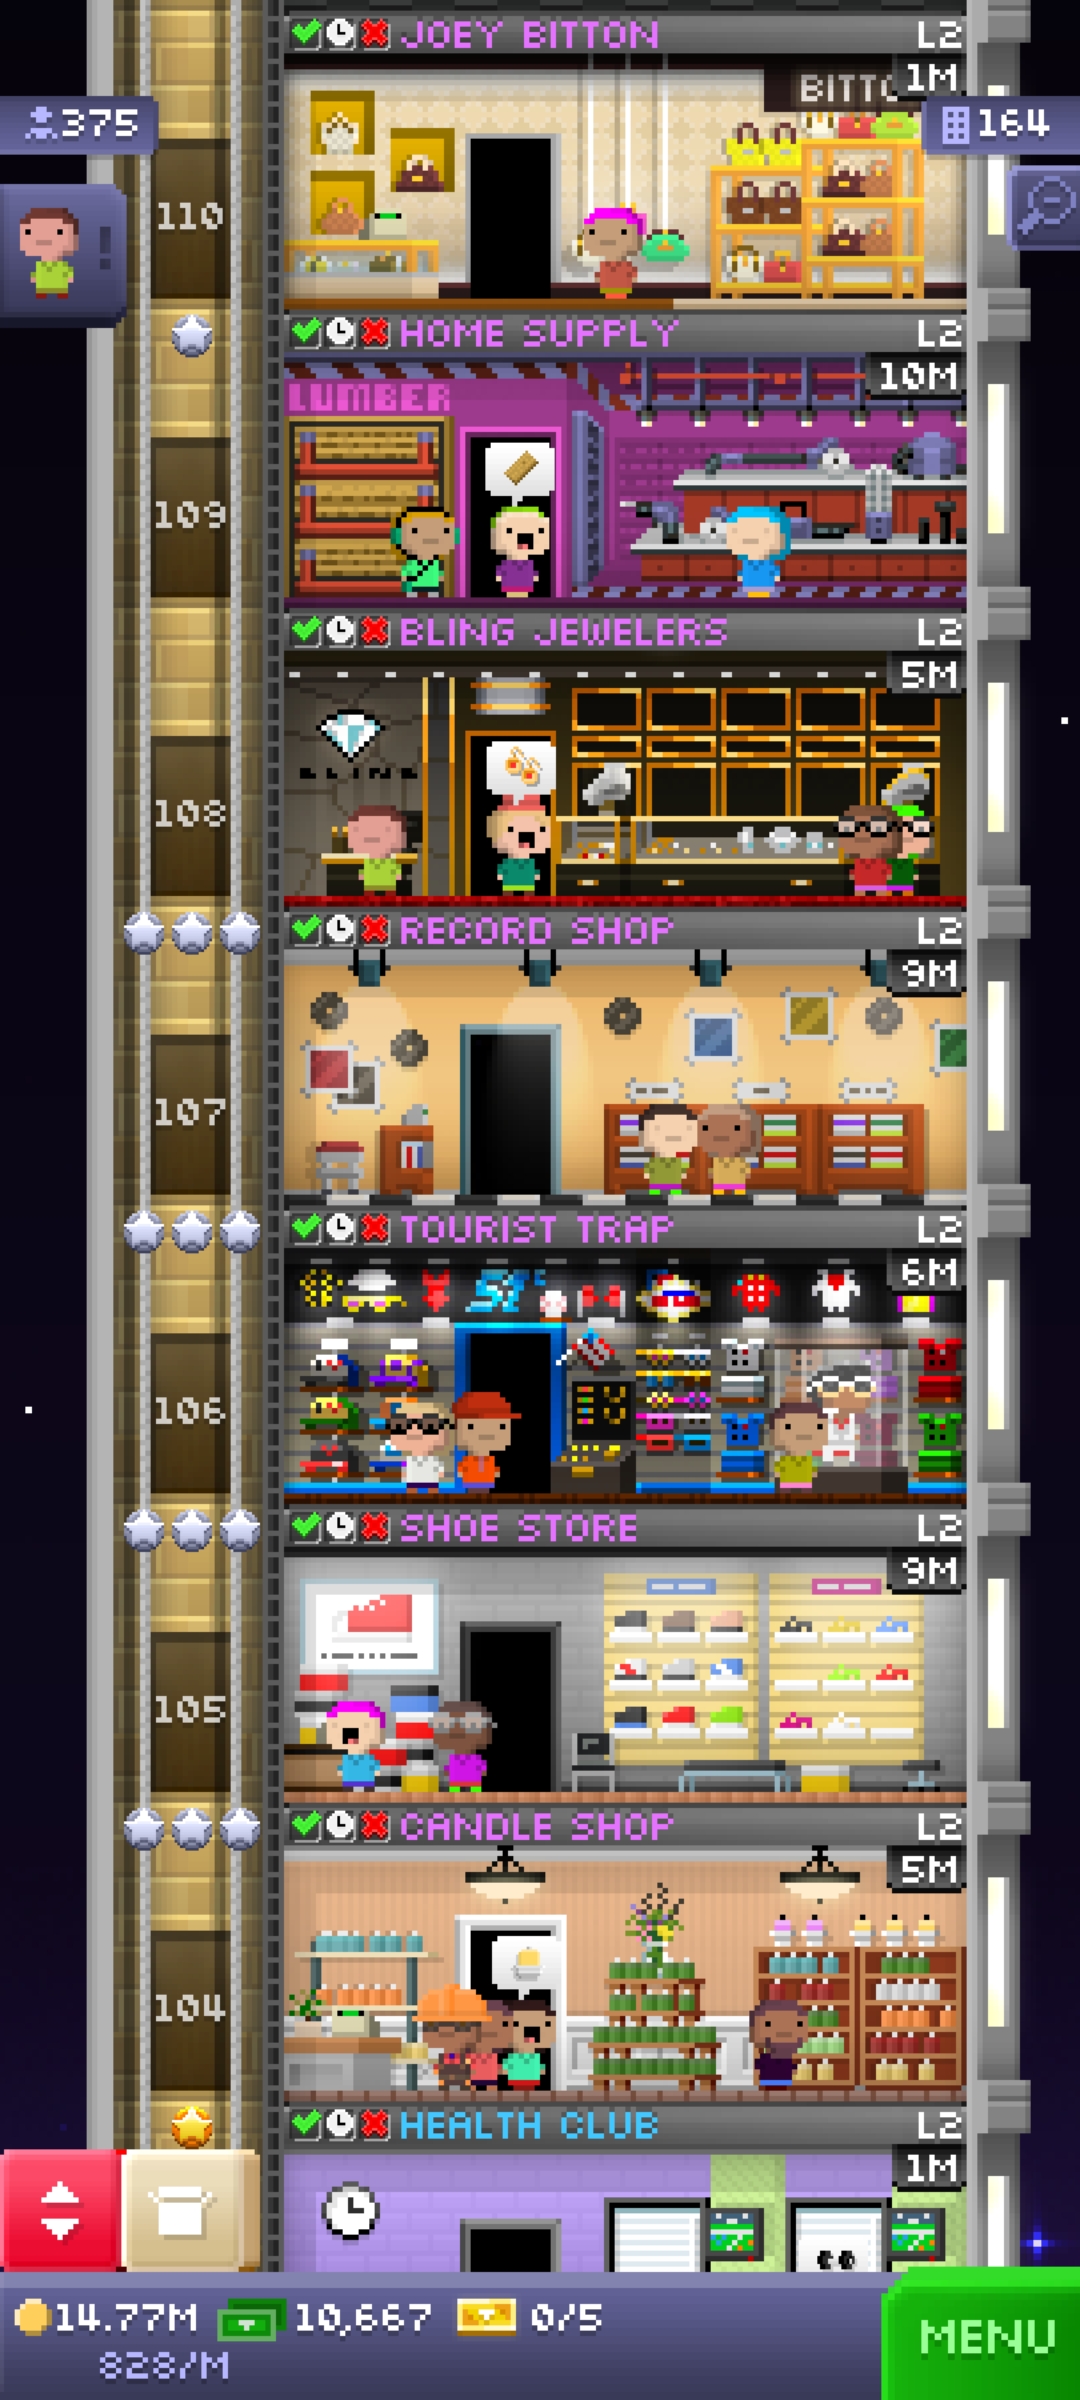 JOEY BITTON L2
1M
BITTO
375
164
110
HOME SUPPLY L2
10M
LUMBER
109
BLING JEWELERS L2
5M
BLING
108
RECORD SHOP L2
9M
107
TOURIST TRAP L2
6M
106
SHOE STORE L2
9M
105
CANDLE SHOP L2
5M
104
HEALTH CLUB L2
1M
14.77M 10,667 0/5
828/M
MENU